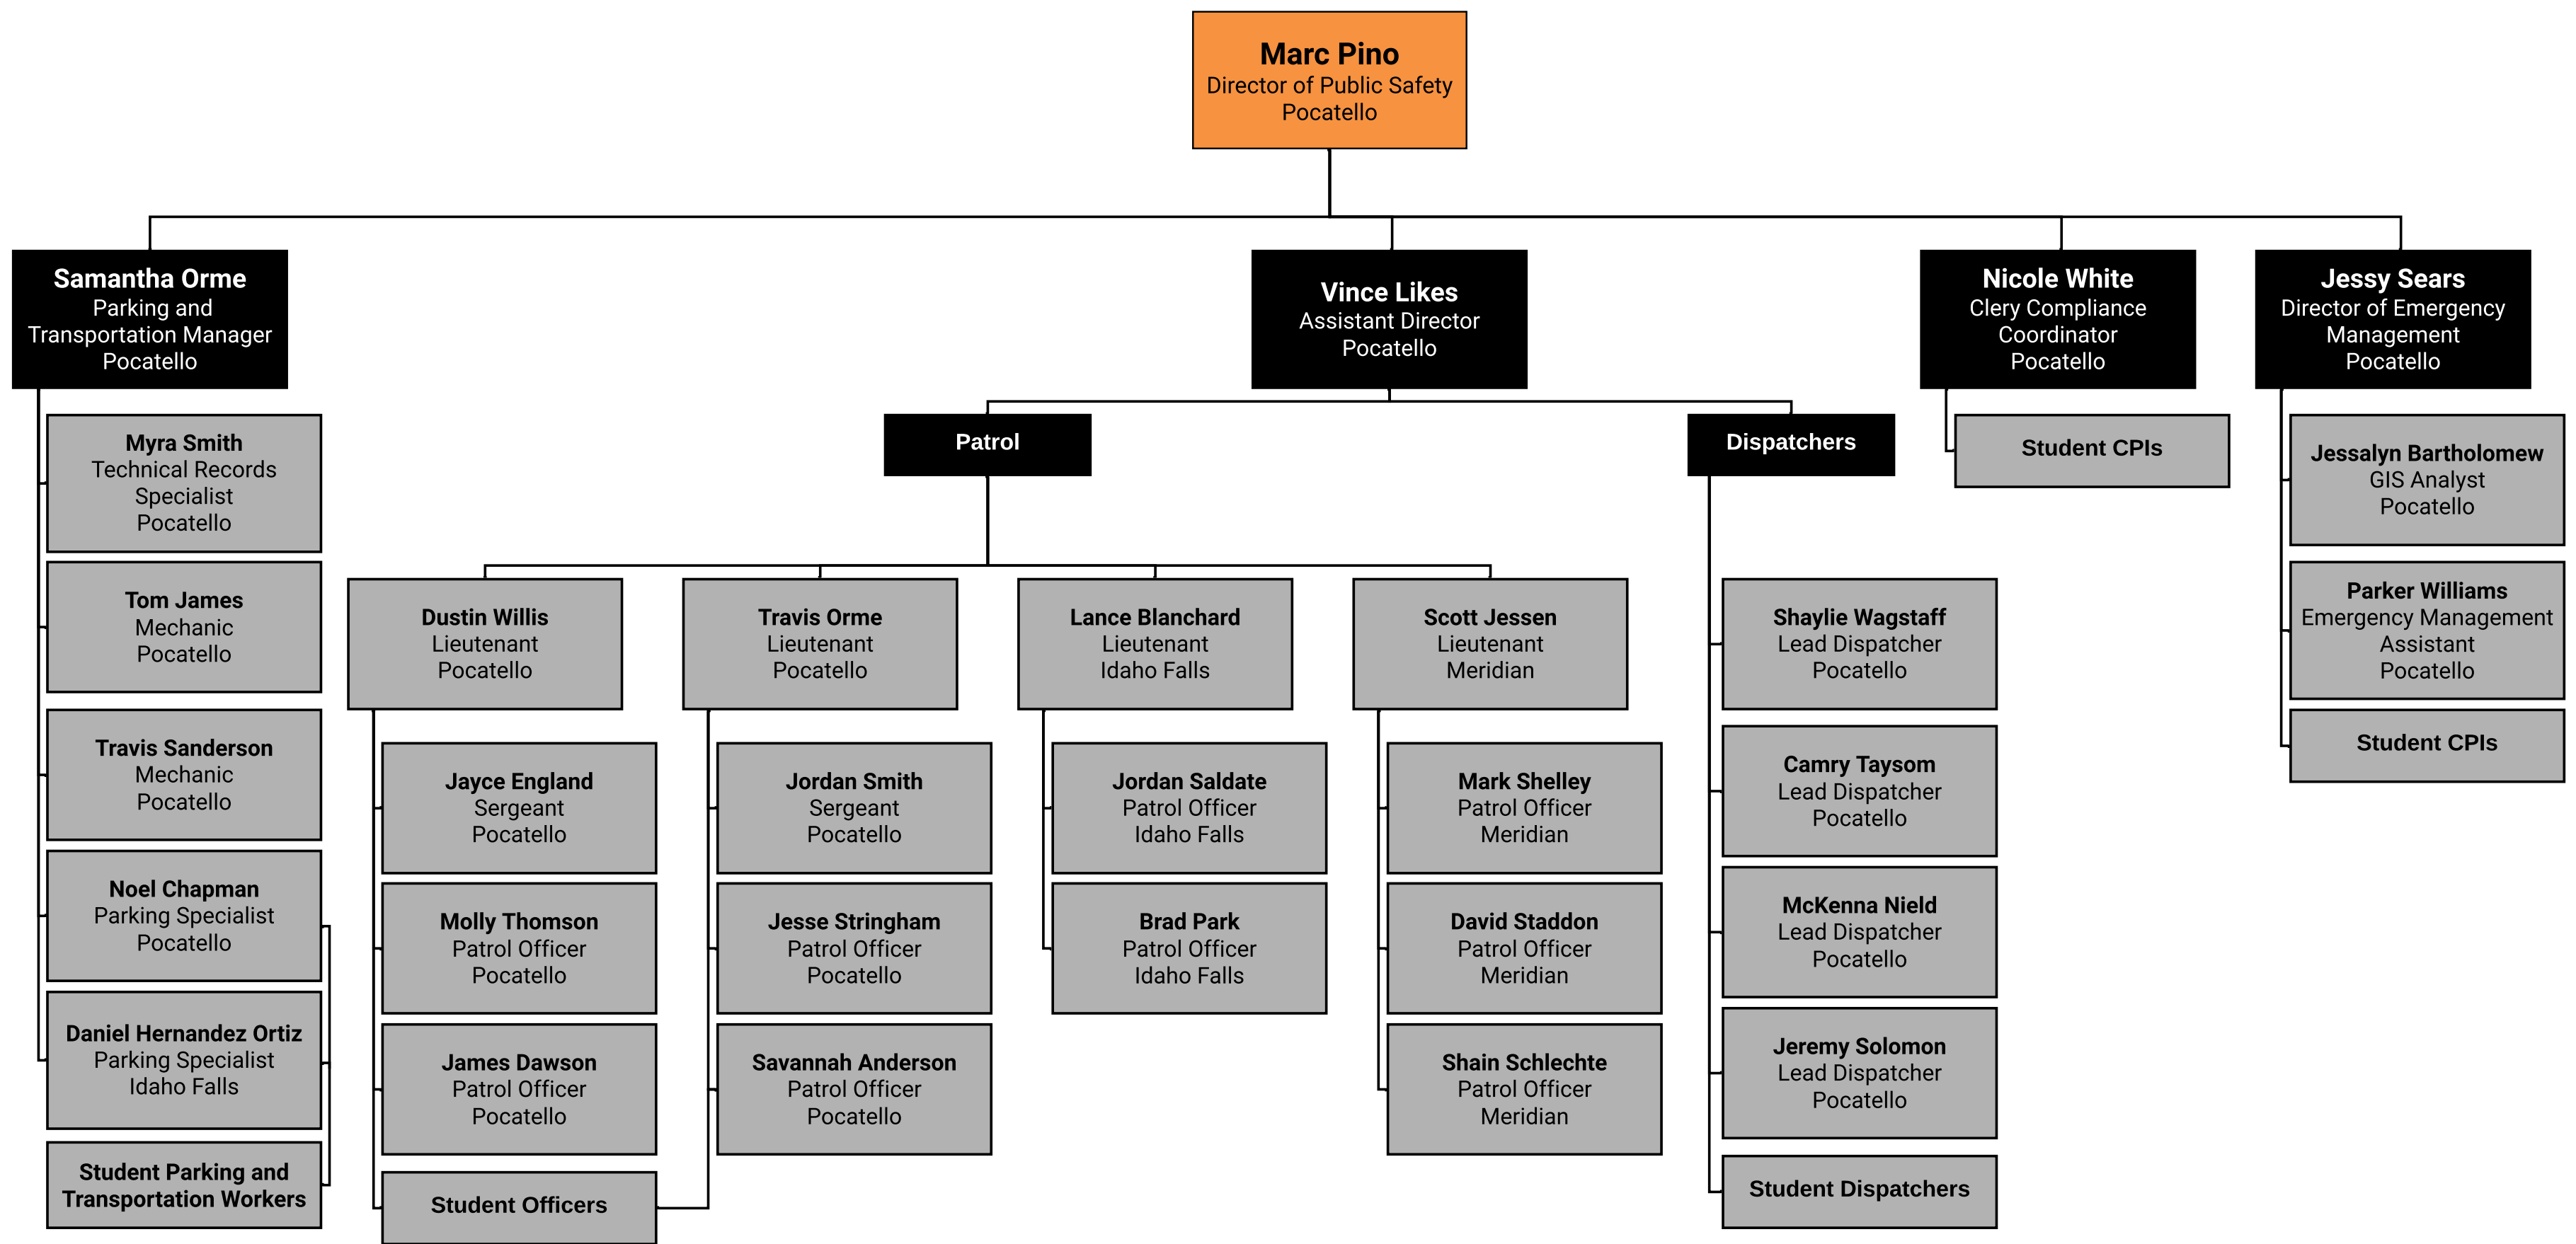 Marc Pino
Director of Public Safety
Pocatello
Samantha Orme
Parking and
Transportation Manager
Pocatello
Vince Likes
Assistant Director
Pocatello
Nicole White
Clery Compliance
Coordinator
Pocatello
Jessy Sears
Director of Emergency
Management
Pocatello
Myra Smith
Technical Records
Specialist
Pocatello
Tom James
Mechanic
Pocatello
Travis Sanderson
Mechanic
Pocatello
Noel Chapman
Parking Specialist
Pocatello
Daniel Hernandez Ortiz
Parking Specialist
Idaho Falls
Student Parking and
Transportation Workers
Patrol
Dustin Willis
Lieutenant
Pocatello
Jayce England
Sergeant
Pocatello
Molly Thomson
Patrol Officer
Pocatello
James Dawson
Patrol Officer
Pocatello
Student Officers
Travis Orme
Lieutenant
Pocatello
Jordan Smith
Sergeant
Pocatello
Jesse Stringham
Patrol Officer
Pocatello
Savannah Anderson
Patrol Officer
Pocatello
Lance Blanchard
Lieutenant
Idaho Falls
Jordan Saldate
Patrol Officer
Idaho Falls
Brad Park
Patrol Officer
Idaho Falls
Scott Jessen
Lieutenant
Meridian
Mark Shelley
Patrol Officer
Meridian
David Staddon
Patrol Officer
Meridian
Shain Schlechte
Patrol Officer
Meridian
Dispatchers
Shaylie Wagstaff
Lead Dispatcher
Pocatello
Camry Taysom
Lead Dispatcher
Pocatello
McKenna Nield
Lead Dispatcher
Pocatello
Jeremy Solomon
Lead Dispatcher
Pocatello
Student Dispatchers
Student CPIs
Jessalyn Bartholomew
GIS Analyst
Pocatello
Parker Williams
Emergency Management
Assistant
Pocatello
Student CPIs